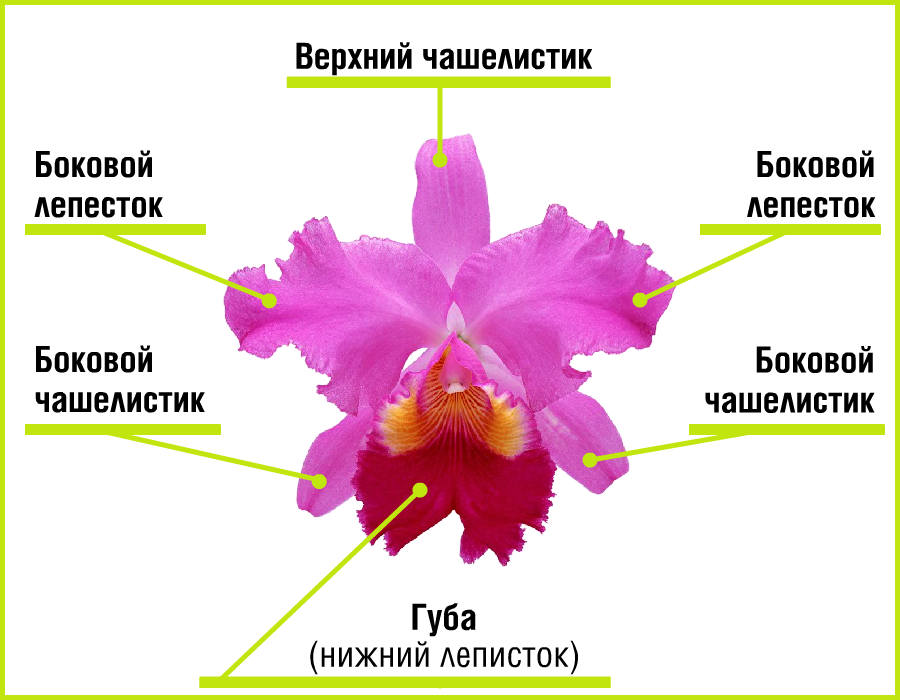 Верхний чашелистик
Боковой
лепесток
Боковой
лепесток
Боковой
чашелистик
Боковой
чашелистик
Губа
(нижний леписток)